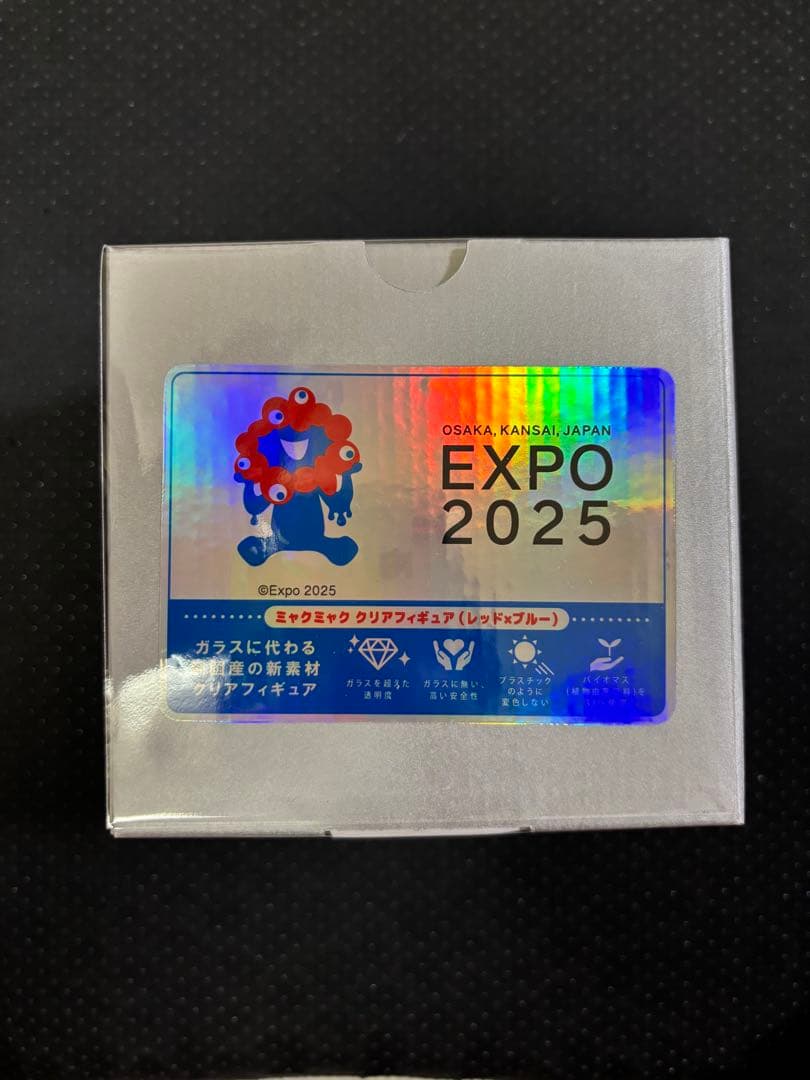 OSAKA, KANSAI, JAPAN
EXPO
2025
©Expo 2025
ミャクミャク クリアフィギュア(レッド×ブルー)
ガラスに代わる
国産の新素材
クリアフィギュア
ガラスを超えた
透明度
ガラスに無い、
高い安全性
プラスチック
のように
変色しない
バイオマス